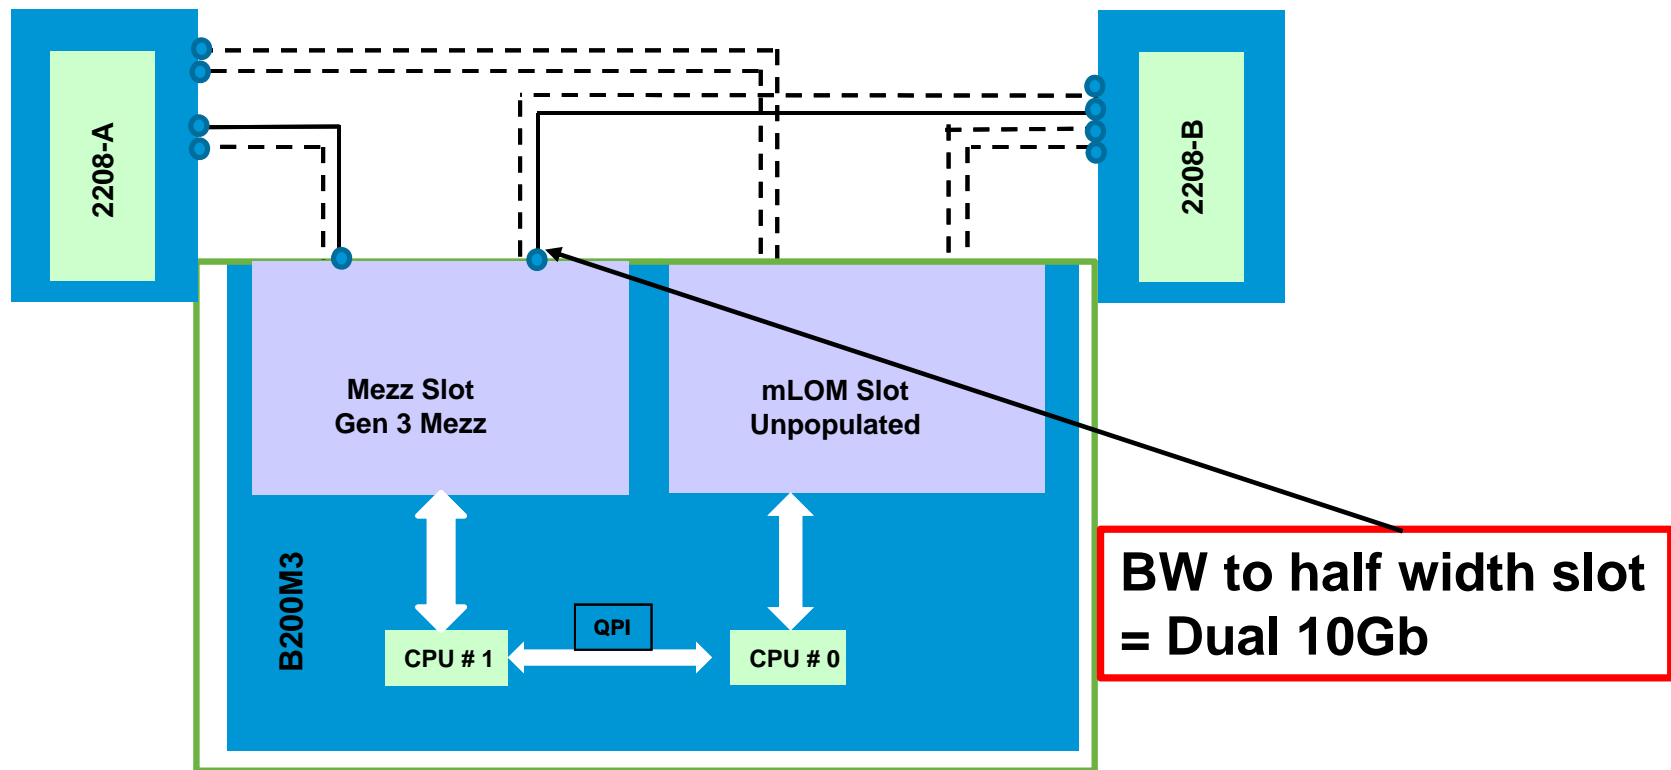 2208-A
2208-B
Mezz Slot
Gen 3 Mezz
mLOM Slot
Unpopulated
B200M3
QPI
CPU # 1
CPU # 0
BW to half width slot
= Dual 10Gb